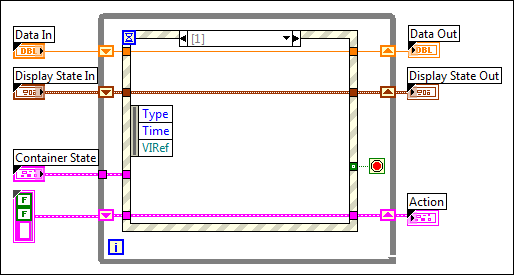 Data In
DBL
[1]
Data Out
DBL
Display State In
Display State Out
Type
Time
VIRef
Container State
F
F
Action
i